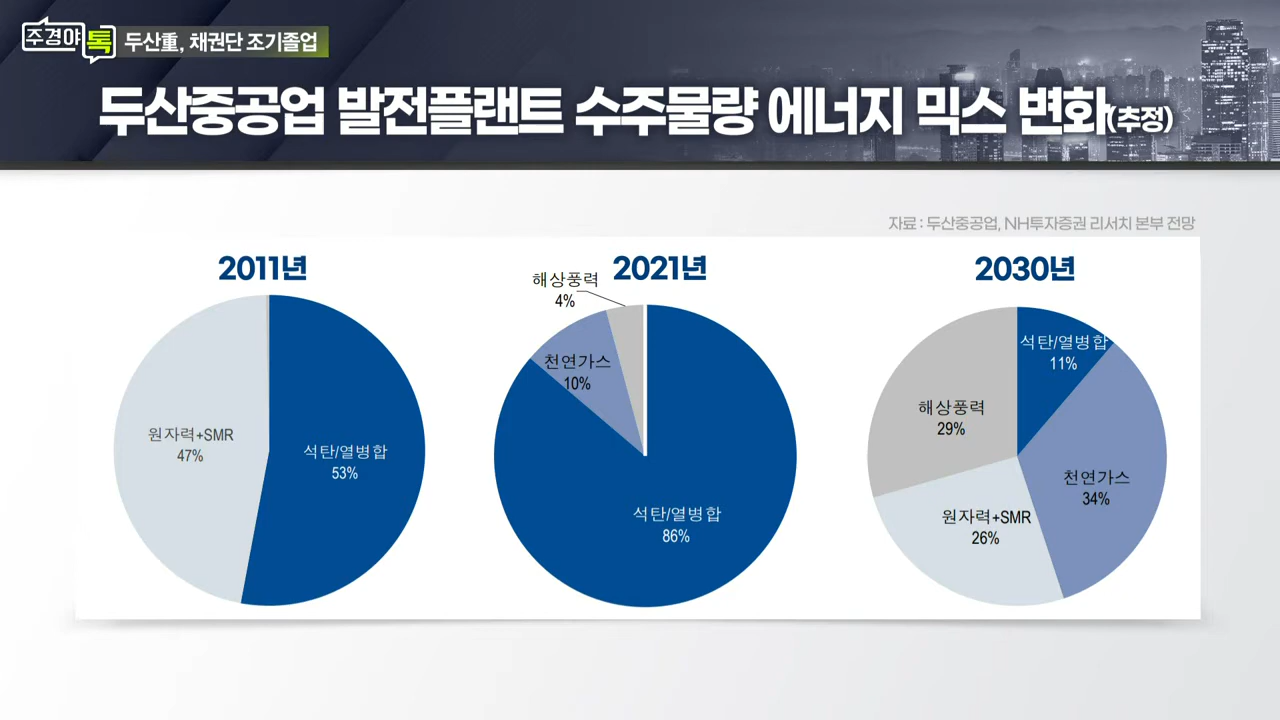 주경야톡 두산重, 채권단 조기졸업
두산중공업 발전플랜트 수주물량 에너지 믹스 변화(추정)
자료 : 두산중공업, NH투자증권 리서치 본부 전망
2011년
원자력+SMR
47%
석탄/열병합
53%
2021년
해상풍력
4%
천연가스
10%
석탄/열병합
86%
2030년
석탄/열병합
11%
해상풍력
29%
천연가스
34%
원자력+SMR
26%